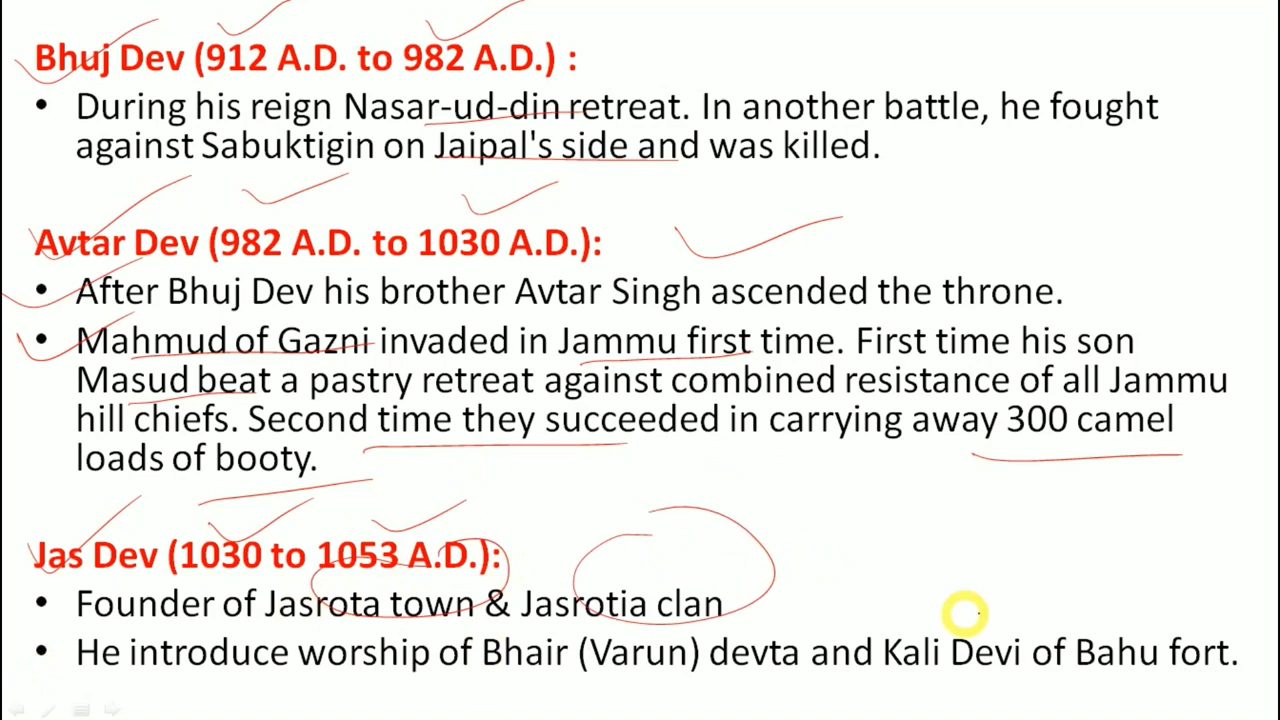 Bhuj Dev (912 A.D. to 982 A.D.) :
• During his reign Nasar-ud-din retreat. In another battle, he fought
against Sabuktigin on Jaipal's side and was killed.
Avtar Dev (982 A.D. to 1030 A.D.):
• After Bhuj Dev his brother Avtar Singh ascended the throne.
• Mahmud of Gazni invaded in Jammu first time. First time his son
Masud beat a pastry retreat against combined resistance of all Jammu
hill chiefs. Second time they succeeded in carrying away 300 camel
loads of booty.
Jas Dev (1030 to 1053 A.D.):
• Founder of Jasrota town & Jasrotia clan
• He introduce worship of Bhair (Varun) devta and Kali Devi of Bahu fort.